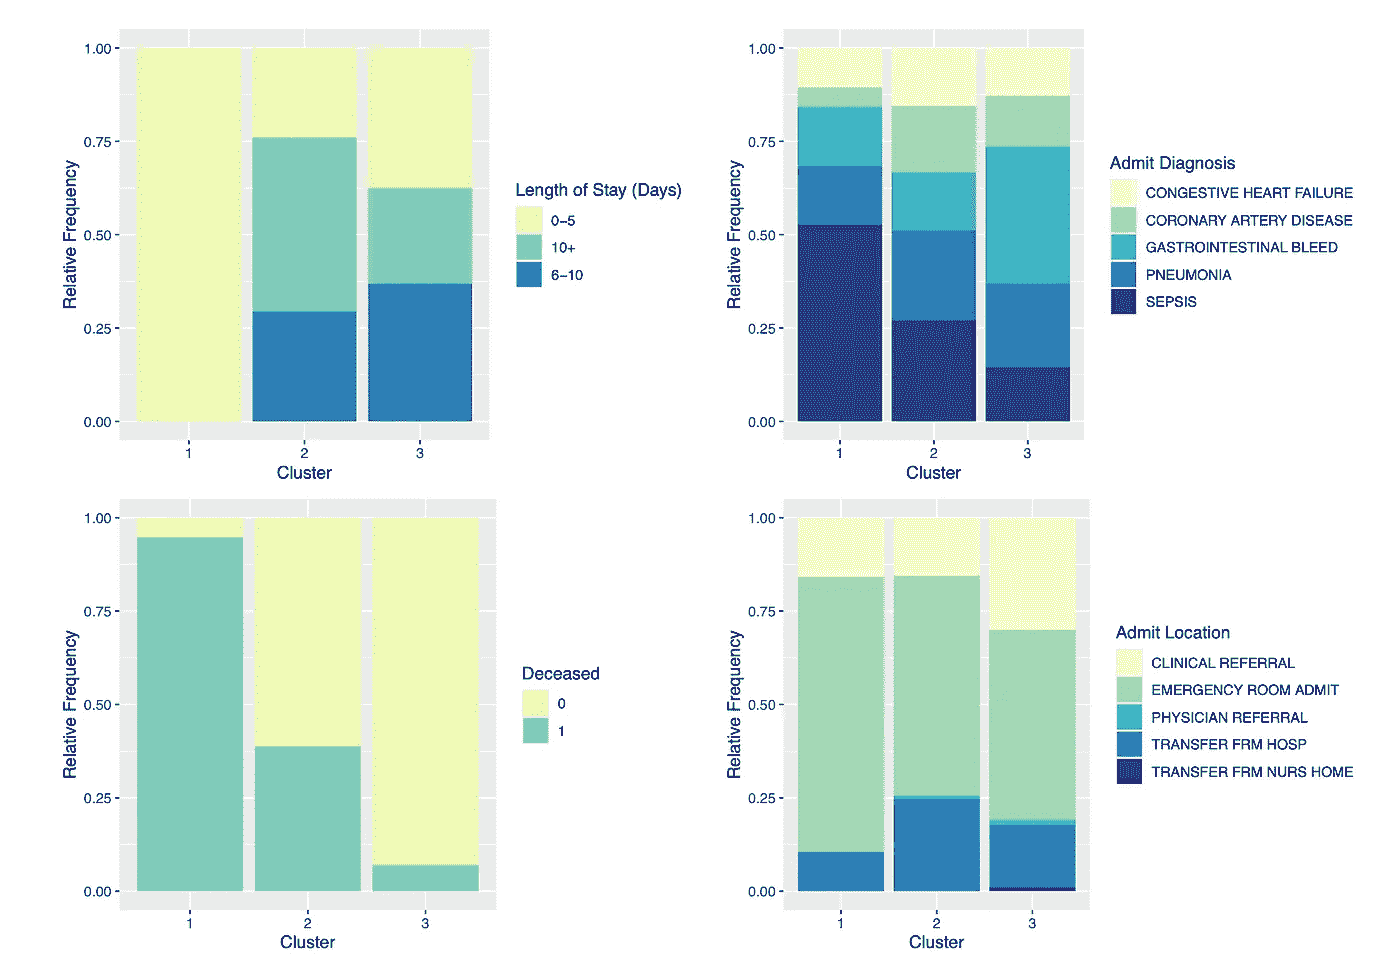 1.00
0.75
0.50
0.25
0.00
Relative Frequency
1 2 3
Cluster
Length of Stay (Days)
0-5
10+
6-10
1.00
0.75
0.50
0.25
0.00
Relative Frequency
1 2 3
Cluster
Admit Diagnosis
CONGESTIVE HEART FAILURE
CORONARY ARTERY DISEASE
GASTROINTESTINAL BLEED
PNEUMONIA
SEPSIS
1.00
0.75
0.50
0.25
0.00
Relative Frequency
1 2 3
Cluster
Deceased
0
1
1.00
0.75
0.50
0.25
0.00
Relative Frequency
1 2 3
Cluster
Admit Location
CLINICAL REFERRAL
EMERGENCY ROOM ADMIT
PHYSICIAN REFERRAL
TRANSFER FRM HOSP
TRANSFER FRM NURS HOME